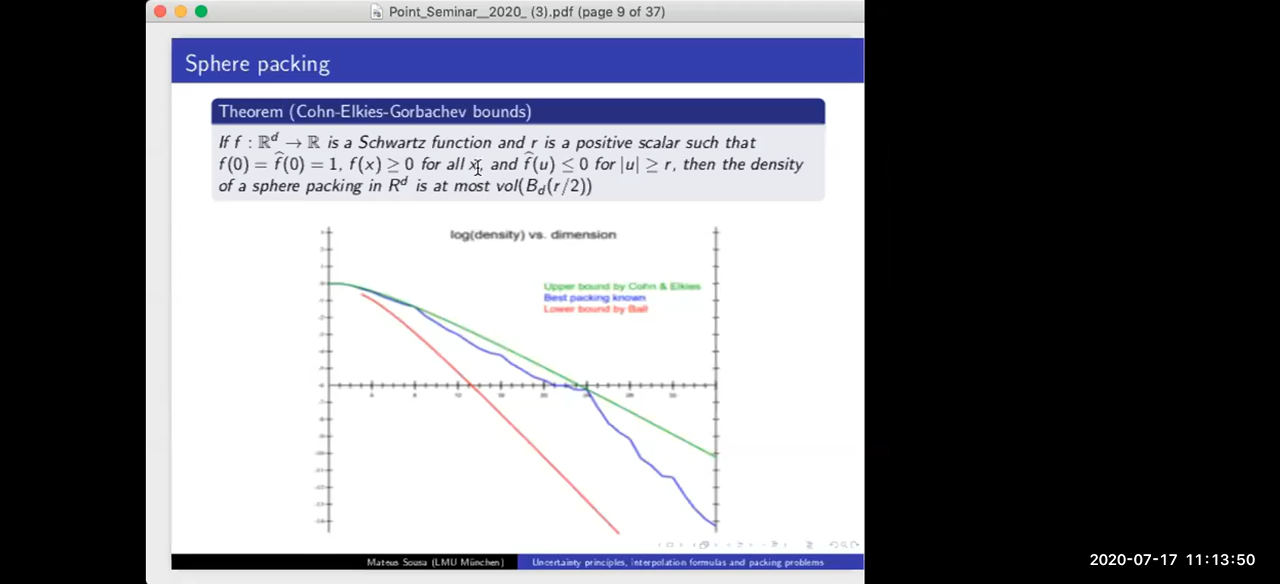 Point_Seminar__2020_ (3).pdf (page 9 of 37)
Sphere packing
Theorem (Cohn-Elkies-Gorbachev bounds)
If f : ℝᵈ → ℝ is a Schwartz function and r is a positive scalar such that
f(0) = f̂(0) = 1, f(x) ≥ 0 for all x, and f̂(u) ≤ 0 for |u| ≥ r, then the density
of a sphere packing in Rᵈ is at most vol(B_d(r/2))
log(density) vs. dimension
Upper bound by Cohn & Elkies
Best packing known
Lower bound by Ball
Mateus Sousa (LMU München)
Uncertainty principles, interpolation formulas and packing problems
2020-07-17 11:13:50